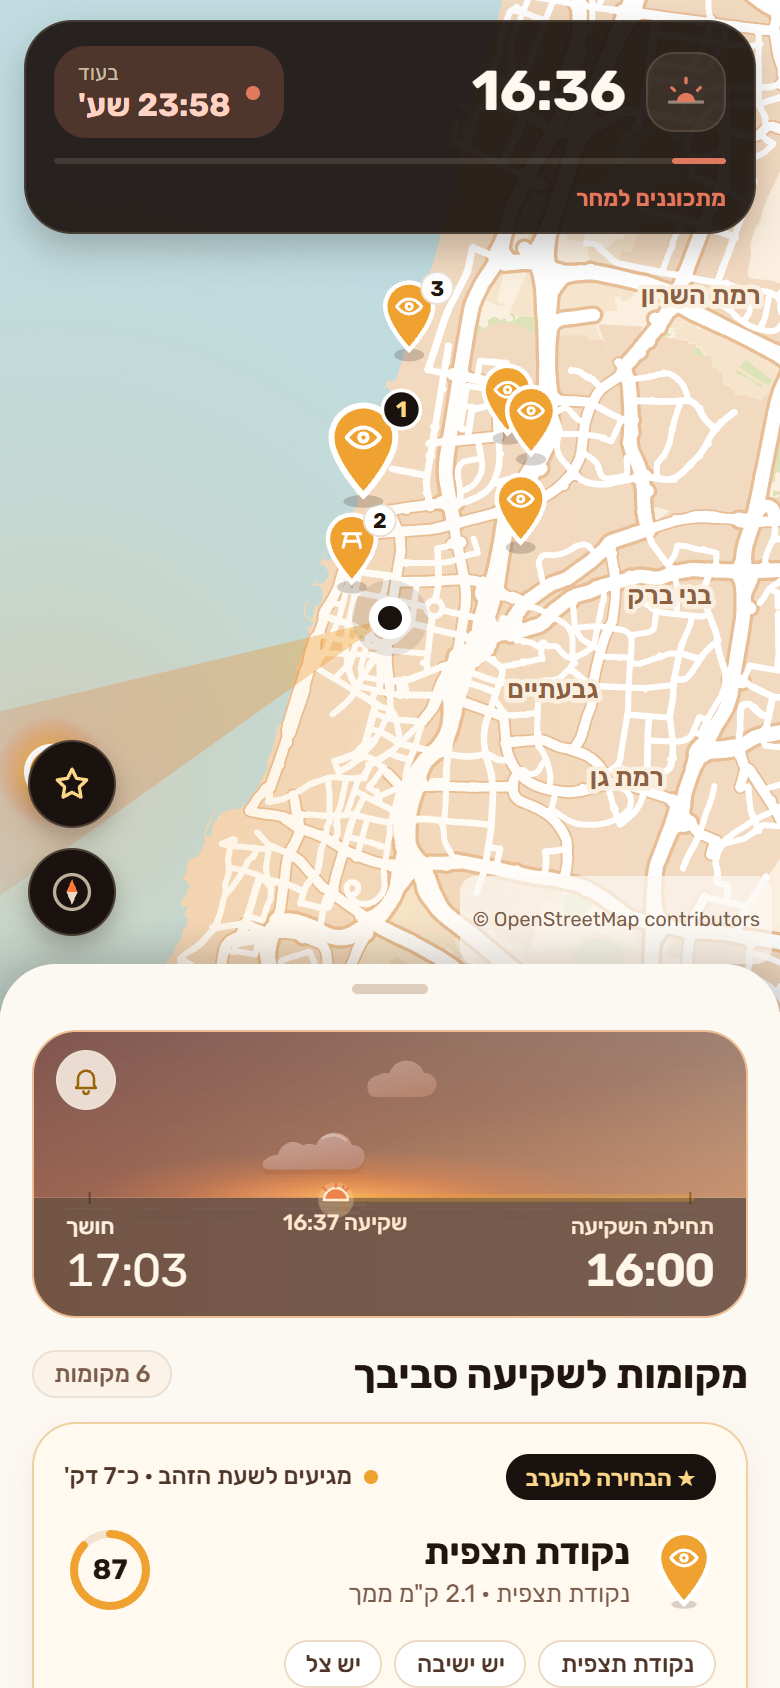 16:36
בעוד
23:58 שע'
מתכוננים למחר
רמת השרון
3
1
2
בני ברק
גבעתיים
רמת גן
© OpenStreetMap contributors
שקיעה 16:37
תחילת השקיעה
16:00
חושך
17:03
מקומות לשקיעה סביבך
6 מקומות
★ הבחירה להערב
מגיעים לשעת הזהב • כ־7 דק'
נקודת תצפית
87
נקודת תצפית • 2.1 ק"מ ממך
נקודת תצפית
יש ישיבה
יש צל